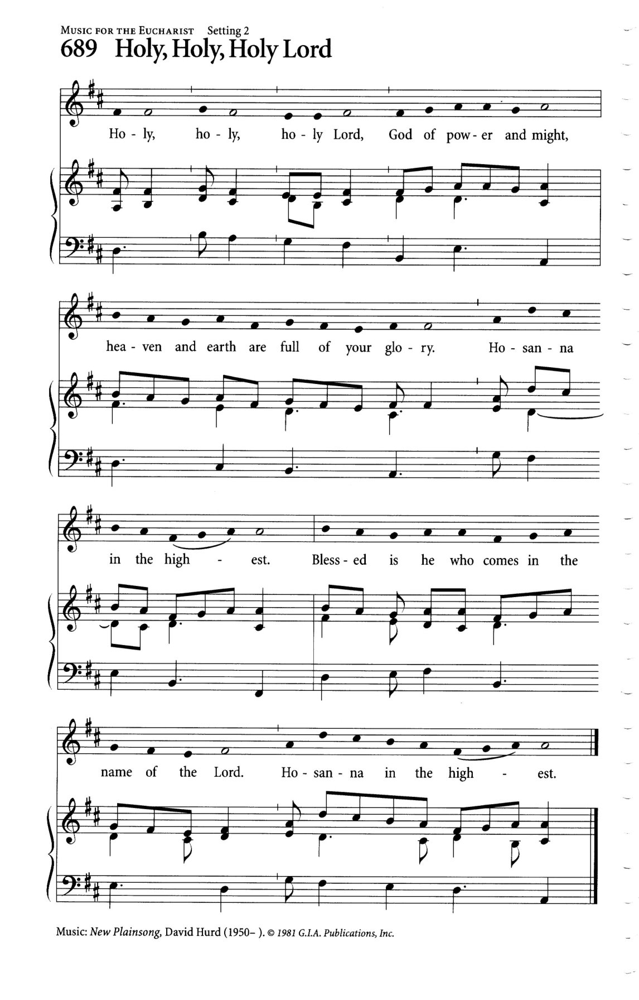 MUSIC FOR THE EUCHARIST Setting 2
689 Holy, Holy, Holy Lord
Ho - ly, ho - ly, ho - ly Lord, God of pow - er and might,
hea - ven and earth are full of your glo - ry. Ho - san - na
in the high - est. Bless - ed is he who comes in the
name of the Lord. Ho - san - na in the high - est.
Music: New Plainsong, David Hurd (1950– ). © 1981 G.I.A. Publications, Inc.